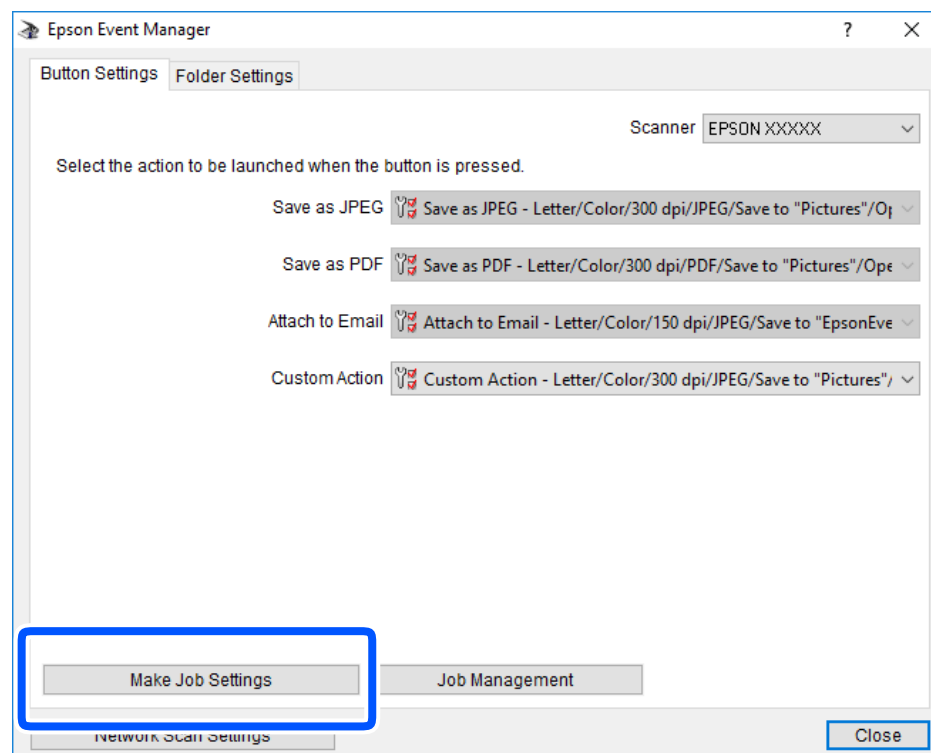 Epson Event Manager
Button Settings Folder Settings
Scanner EPSON XXXXX
Select the action to be launched when the button is pressed.
Save as JPEG Save as JPEG - Letter/Color/300 dpi/JPEG/Save to "Pictures"/Op
Save as PDF Save as PDF - Letter/Color/300 dpi/PDF/Save to "Pictures"/Ope
Attach to Email Attach to Email - Letter/Color/150 dpi/JPEG/Save to "EpsonEve
Custom Action Custom Action - Letter/Color/300 dpi/JPEG/Save to "Pictures"/
Make Job Settings Job Management
Network Scan Settings Close